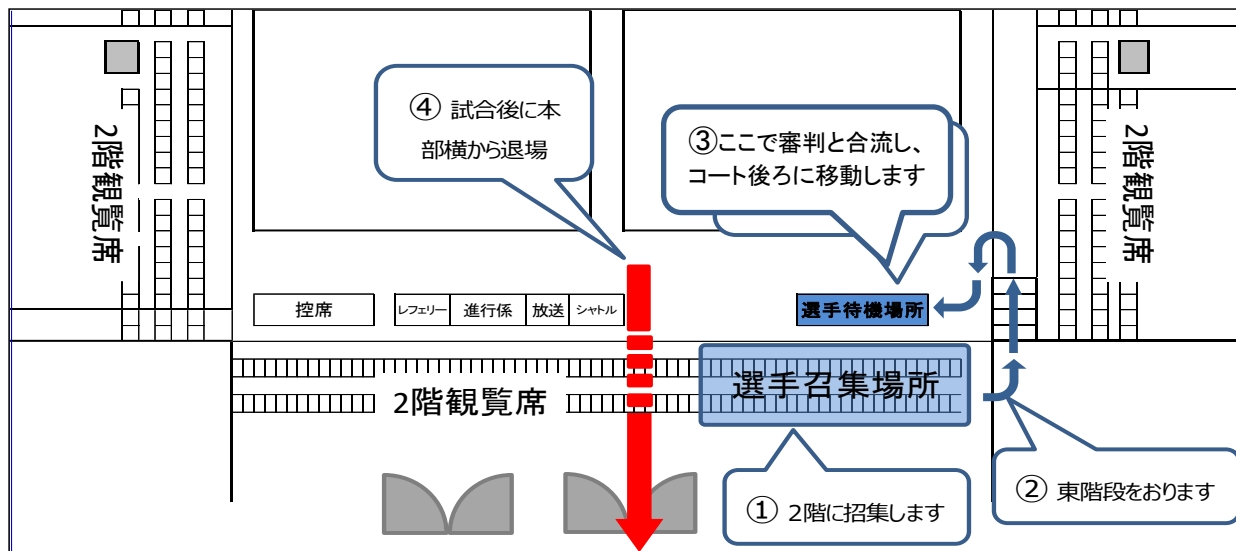 ④ 試合後に本
部横から退場
③ここで審判と合流し、
コート後ろに移動します
2階観覧席
2階観覧席
控席
レフェリー
進行係
放送
シャトル
選手待機場所
2階観覧席
選手召集場所
① 2階に招集します
② 東階段をおります